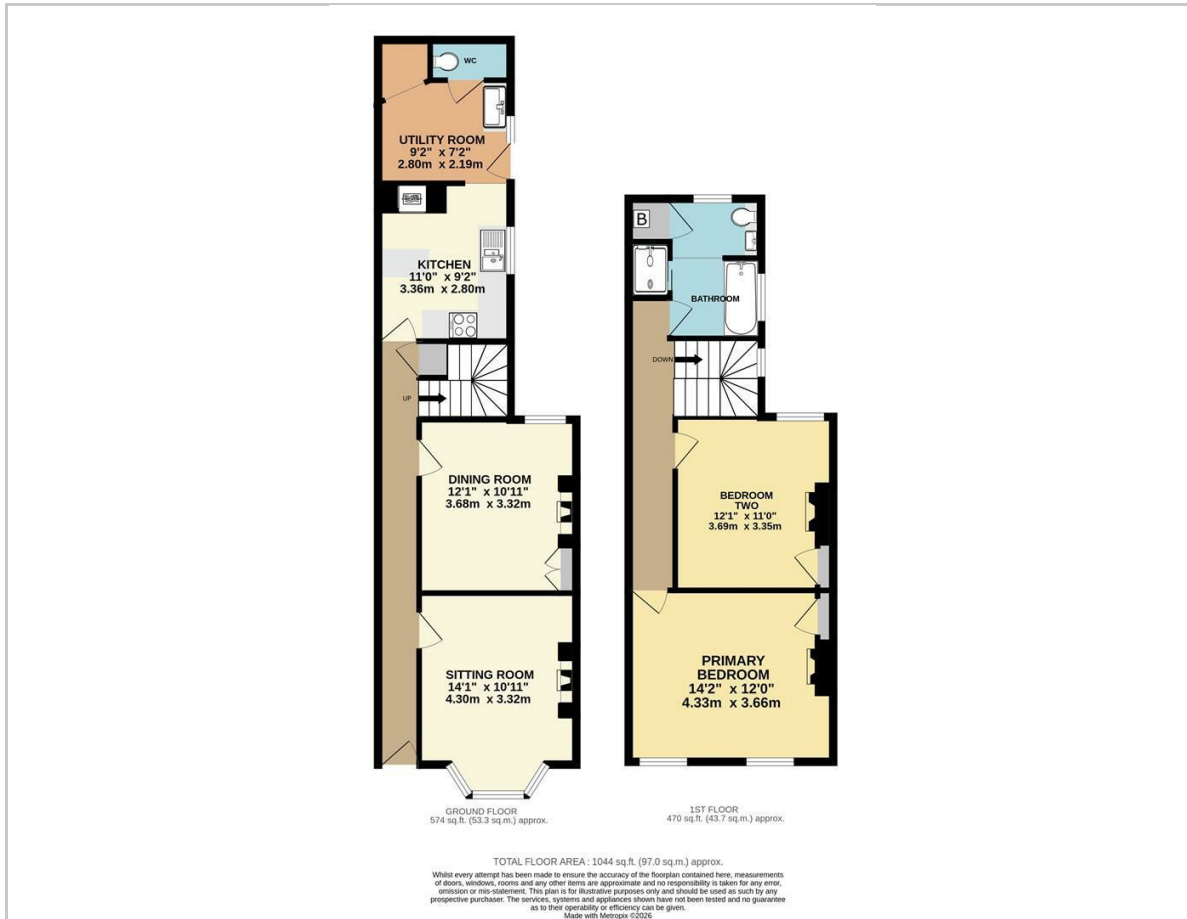 WC
UTILITY ROOM
9'2" x 7'2"
2.80m x 2.19m
KITCHEN
11'0" x 9'2"
3.36m x 2.80m
UP
DINING ROOM
12'1" x 10'11"
3.68m x 3.32m
SITTING ROOM
14'1" x 10'11"
4.30m x 3.32m
GROUND FLOOR
574 sq.ft. (53.3 sq.m.) approx.
B
BATHROOM
DOWN
BEDROOM
TWO
12'1" x 11'0"
3.69m x 3.35m
PRIMARY
BEDROOM
14'2" x 12'0"
4.33m x 3.66m
1ST FLOOR
470 sq.ft. (43.7 sq.m.) approx.
TOTAL FLOOR AREA : 1044 sq.ft. (97.0 sq.m.) approx.
Whilst every attempt has been made to ensure the accuracy of the floorplan contained here, measurements
of doors, windows, rooms and any other items are approximate and no responsibility is taken for any error,
omission or mis-statement. This plan is for illustrative purposes only and should be used as such by any
prospective purchaser. The services, systems and appliances shown have not been tested and no guarantee
as to their operability or efficiency can be given.
Made with Metropix ©2026